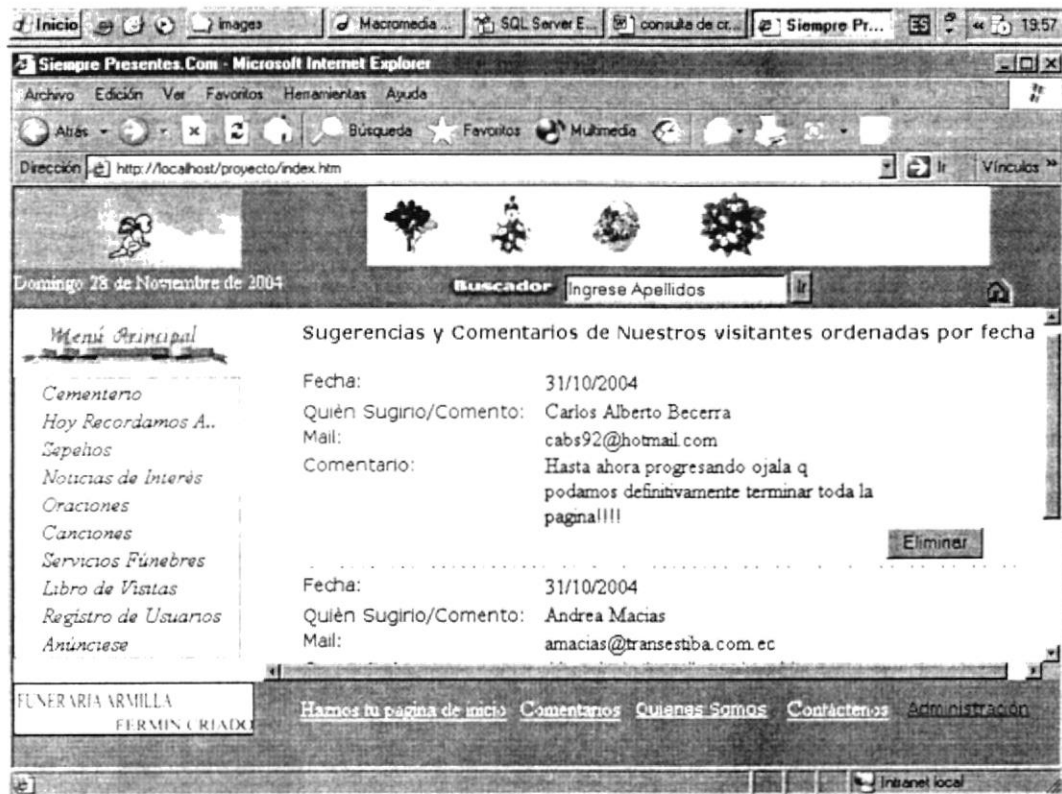 Inicio images Macromedia ... SQL Server E... consulta de cr... Siempre Pr... ES « 19:57
Siempre Presentes.Com - Microsoft Internet Explorer
Archivo Edición Ver Favoritos Herramientas Ayuda
Atrás Búsqueda Favoritos Multimedia
Dirección http://localhost/proyecto/index.htm Ir Vínculos »
Domingo 28 de Noviembre de 2004
Buscador Ingrese Apellidos Ir
Menú Principal
Cementerio
Hoy Recordamos A..
Sepelios
Noticias de Interés
Oraciones
Canciones
Servicios Fúnebres
Libro de Visitas
Registro de Usuarios
Anúnciese
Sugerencias y Comentarios de Nuestros visitantes ordenadas por fecha
Fecha: 31/10/2004
Quién Sugirio/Comento: Carlos Alberto Becerra
Mail: cabs92@hotmail.com
Comentario: Hasta ahora progresando ojala q
podamos definitivamente terminar toda la
pagina!!!!
Eliminar
Fecha: 31/10/2004
Quién Sugirio/Comento: Andrea Macias
Mail: amacias@transestiba.com.ec
FUNERARIA ARMILLA
FERMIN CRIADO
Haznos tu pagina de inicio Comentarios Quienes Somos Contáctenos Administración
Intranet local